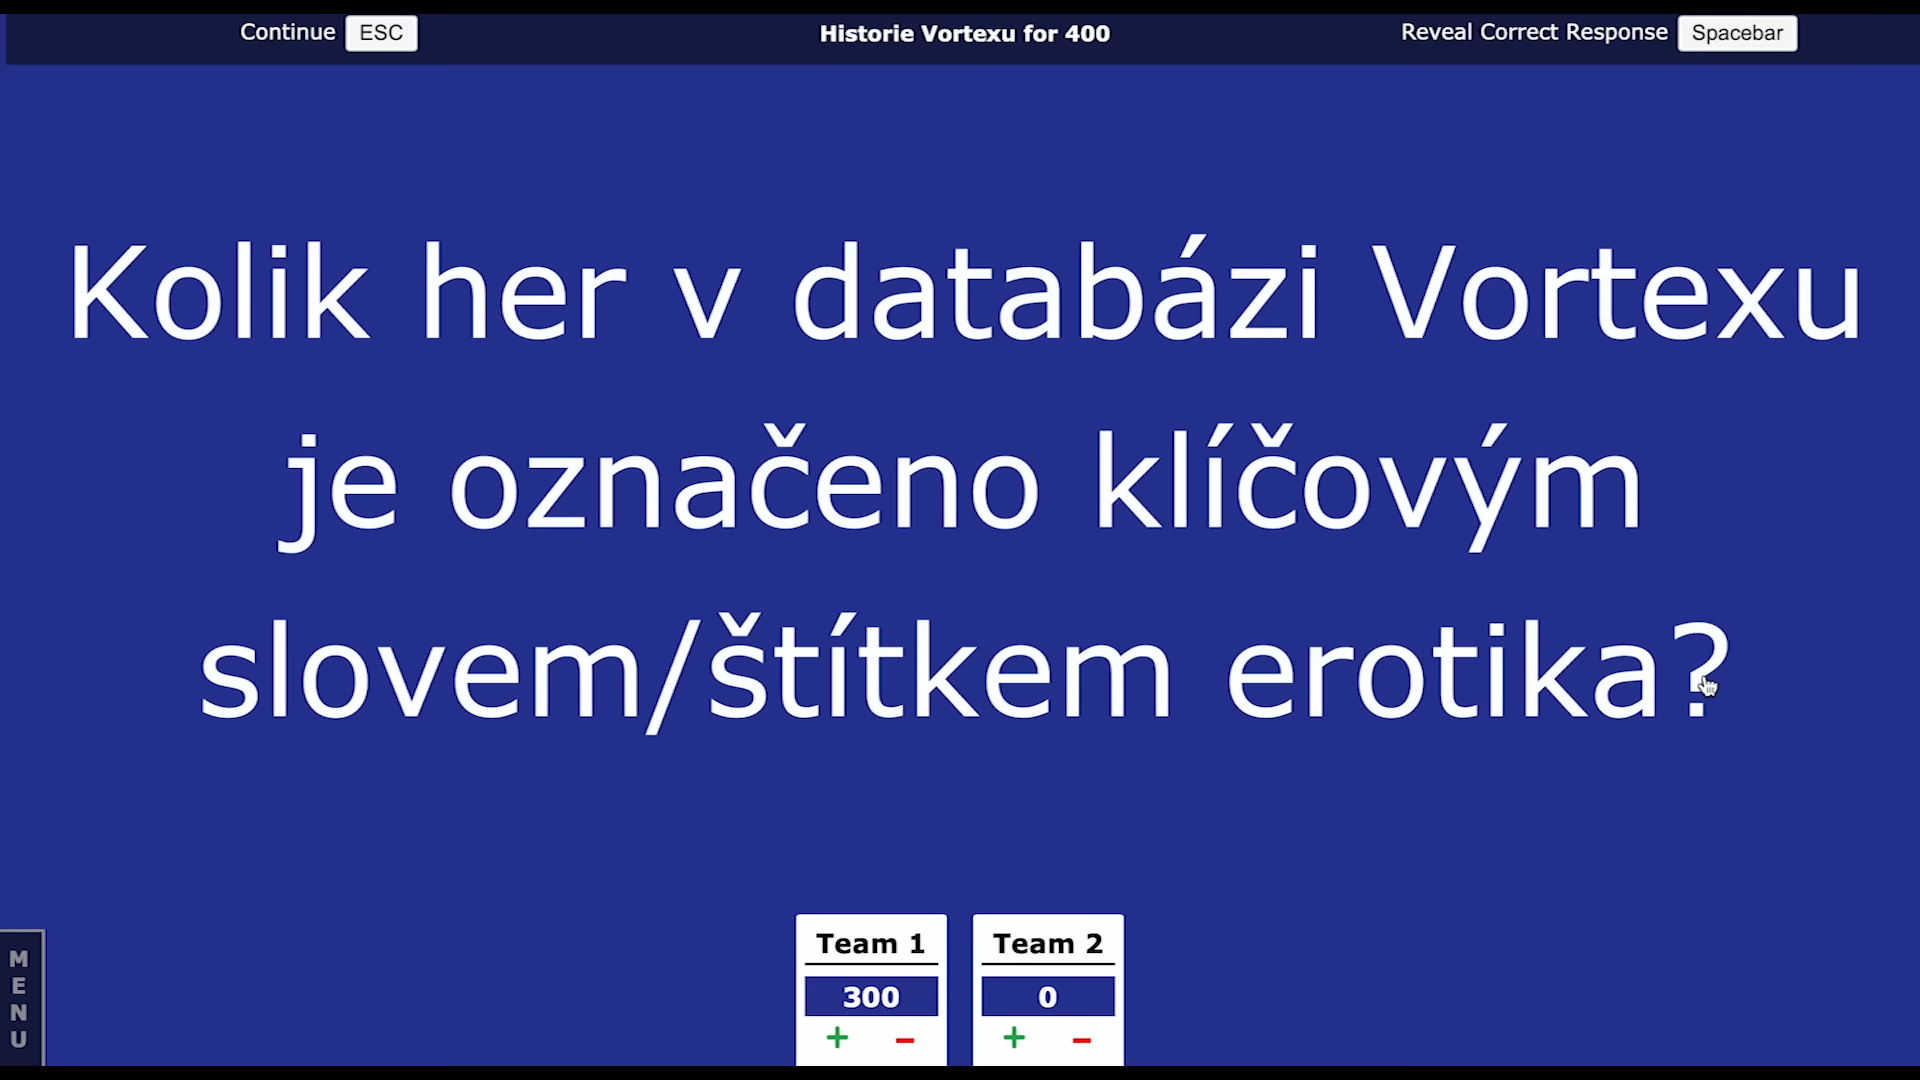 Continue ESC Historie Vortexu for 400 Reveal Correct Response Spacebar
Kolik her v databázi Vortexu
je označeno klíčovým
slovem/štítkem erotika?
MENU
Team 1 Team 2
300 0
+ - + -